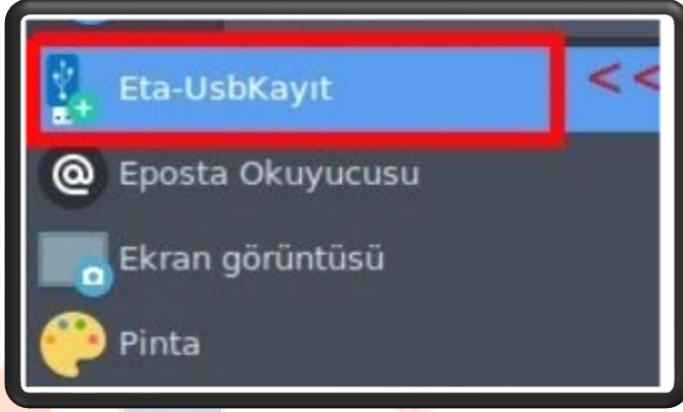 Eta-UsbKayıt <<
Eposta Okuyucusu
Ekran görüntüsü
Pinta